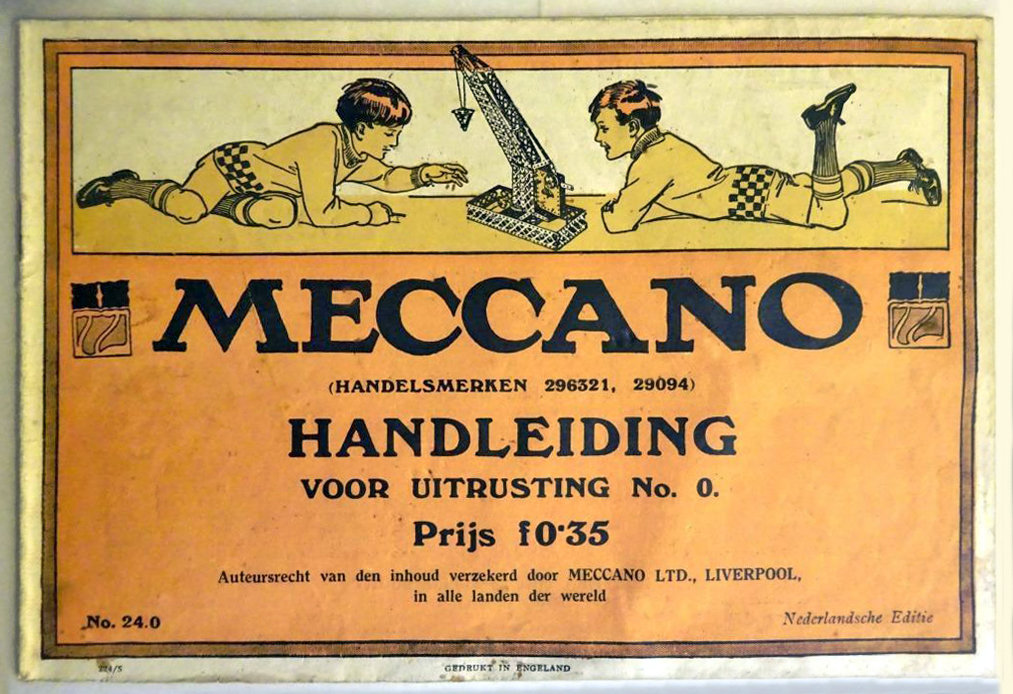 MECCANO
(HANDELSMERKEN 296321, 29094)
HANDLEIDING
VOOR UITRUSTING No. 0.
Prijs f0·35
Auteursrecht van den inhoud verzekerd door MECCANO LTD., LIVERPOOL,
in alle landen der wereld
No. 24.0
Nederlandsche Editie
GEDRUKT IN ENGELAND